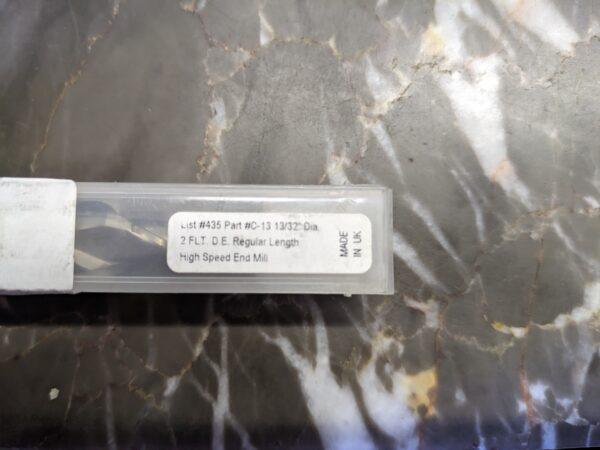 List #435 Part #C-13 13/32" Dia.
2 FLT. D.E. Regular Length
High Speed End Mill
MADE
IN UK